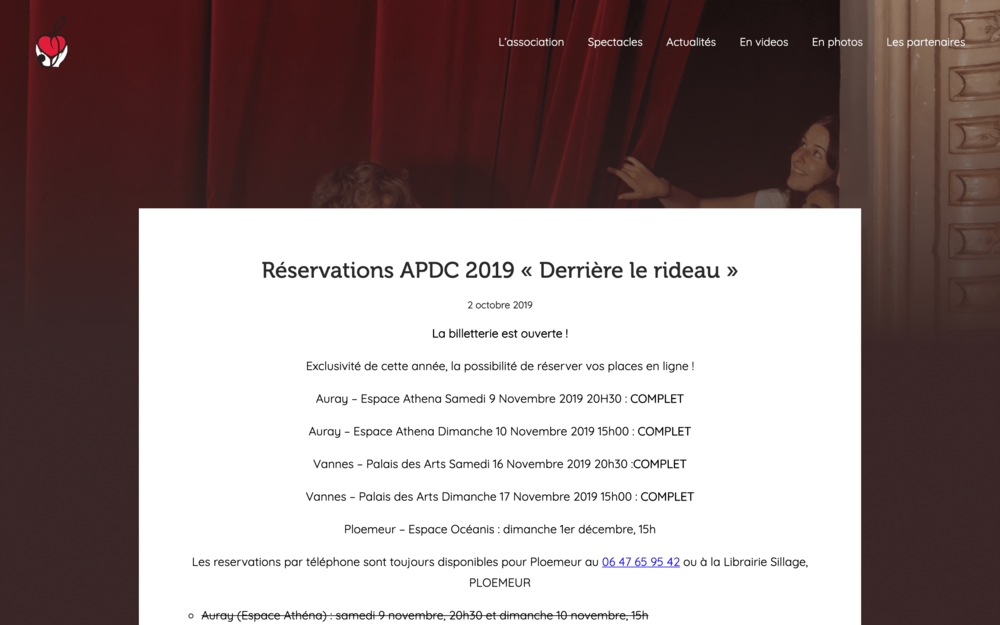 L'association Spectacles Actualités En videos En photos Les partenaires
Réservations APDC 2019 « Derrière le rideau »
2 octobre 2019
La billetterie est ouverte !
Exclusivité de cette année, la possibilité de réserver vos places en ligne !
Auray – Espace Athena Samedi 9 Novembre 2019 20H30 : COMPLET
Auray – Espace Athena Dimanche 10 Novembre 2019 15h00 : COMPLET
Vannes – Palais des Arts Samedi 16 Novembre 2019 20h30 :COMPLET
Vannes – Palais des Arts Dimanche 17 Novembre 2019 15h00 : COMPLET
Ploemeur – Espace Océanis : dimanche 1er décembre, 15h
Les reservations par téléphone sont toujours disponibles pour Ploemeur au 06 47 65 95 42 ou à la Librairie Sillage,
PLOEMEUR
Auray (Espace Athéna) : samedi 9 novembre, 20h30 et dimanche 10 novembre, 15h